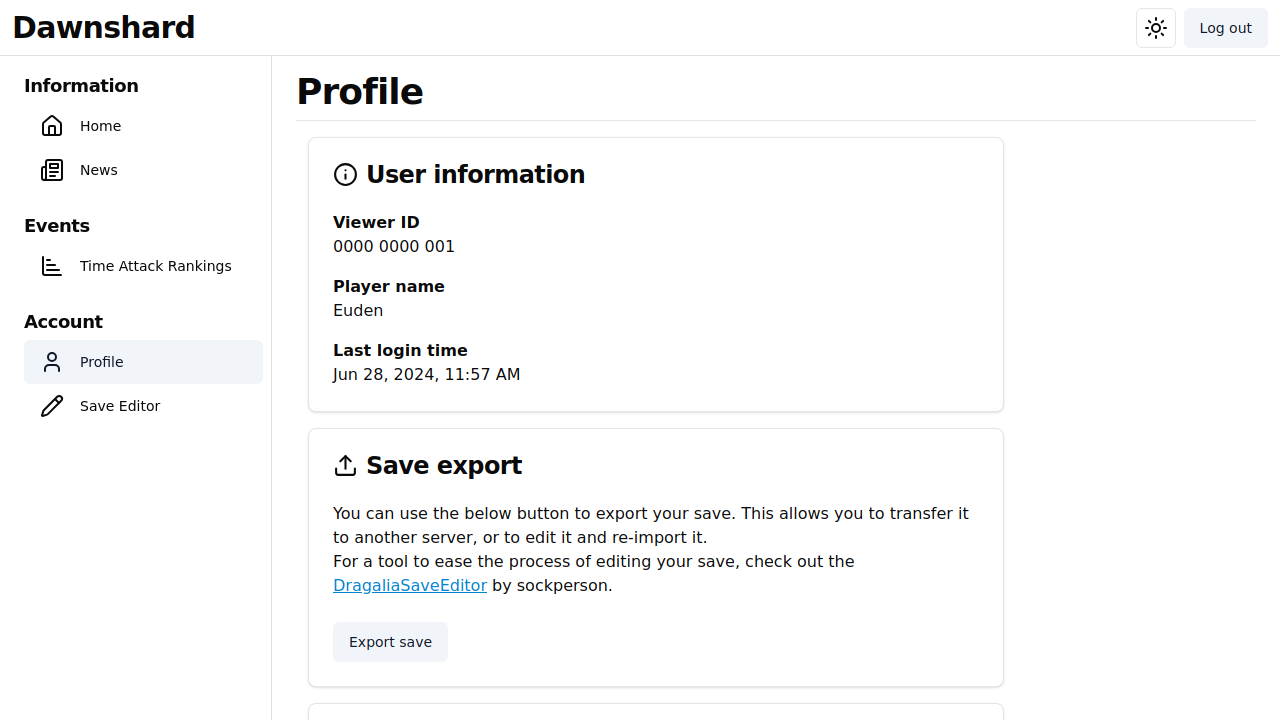 Dawnshard
Log out
Information
Home
News
Events
Time Attack Rankings
Account
Profile
Save Editor
Profile
User information
Viewer ID
0000 0000 001
Player name
Euden
Last login time
Jun 28, 2024, 11:57 AM
Save export
You can use the below button to export your save. This allows you to transfer it
to another server, or to edit it and re-import it.
For a tool to ease the process of editing your save, check out the
DragaliaSaveEditor by sockperson.
Export save